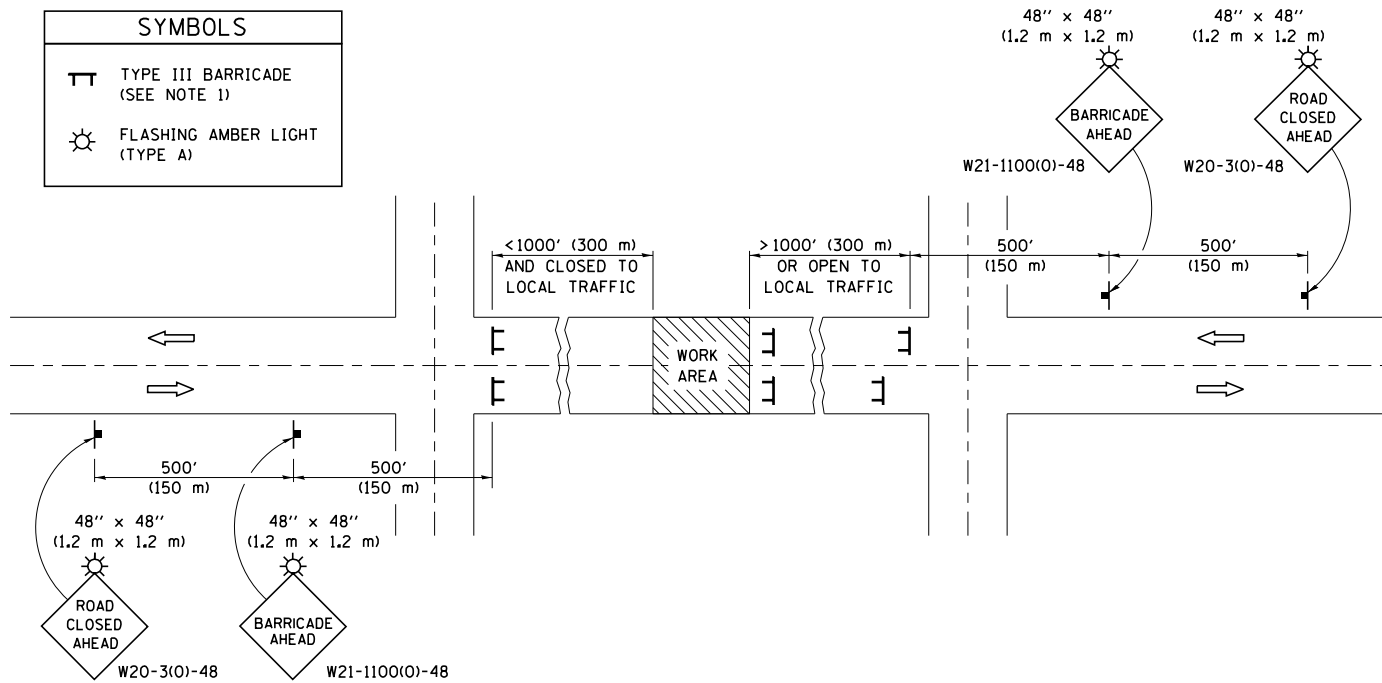 SYMBOLS
TYPE III BARRICADE
(SEE NOTE 1)
FLASHING AMBER LIGHT
(TYPE A)
48" x 48"
(1.2 m x 1.2 m)
BARRICADE
AHEAD
W21-1100(O)-48
48" x 48"
(1.2 m x 1.2 m)
ROAD
CLOSED
AHEAD
W20-3(O)-48
<1000' (300 m)
AND CLOSED TO
LOCAL TRAFFIC
>1000' (300 m)
OR OPEN TO
LOCAL TRAFFIC
500'
(150 m)
500'
(150 m)
WORK
AREA
500'
(150 m)
500'
(150 m)
48" x 48"
(1.2 m x 1.2 m)
ROAD
CLOSED
AHEAD
W20-3(O)-48
48" x 48"
(1.2 m x 1.2 m)
BARRICADE
AHEAD
W21-1100(O)-48